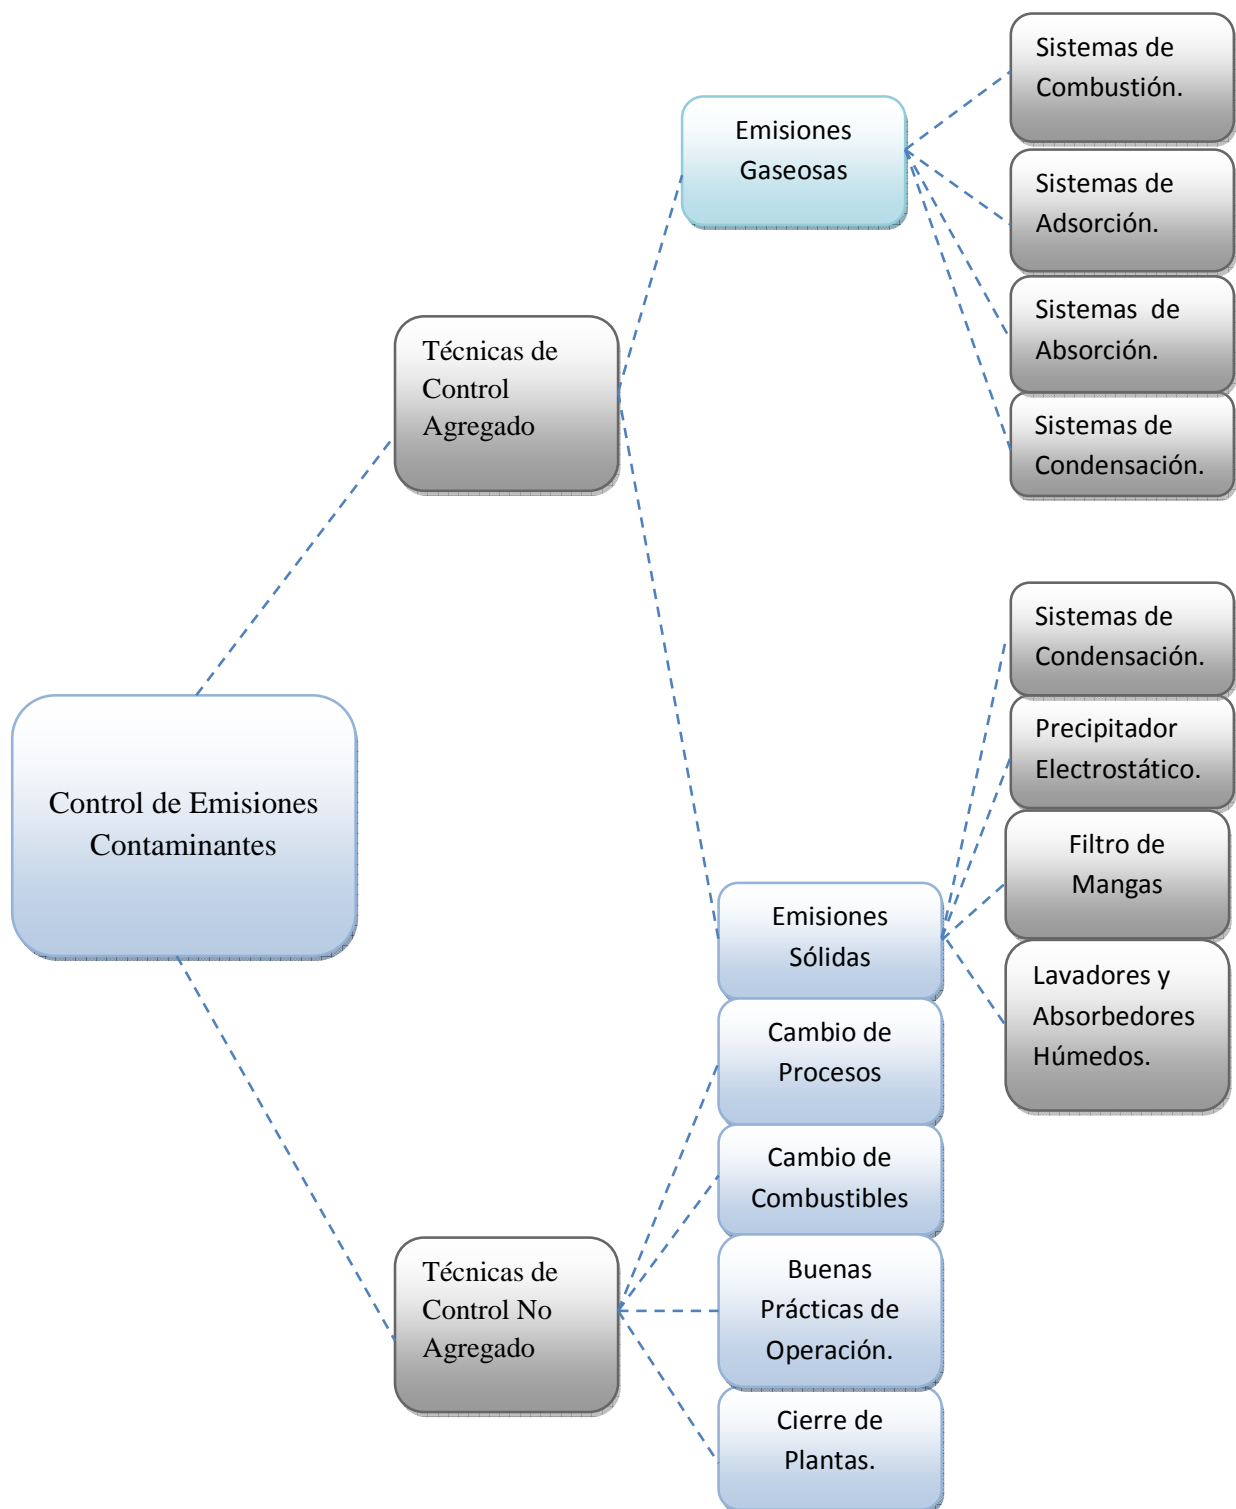 Sistemas de
Combustión.
Emisiones
Gaseosas
Sistemas de
Adsorción.
Sistemas de
Absorción.
Técnicas de
Control
Agregado
Sistemas de
Condensación.
Sistemas de
Condensación.
Precipitador
Electrostático.
Control de Emisiones
Contaminantes
Filtro de
Mangas
Emisiones
Sólidas
Lavadores y
Absorbedores
Húmedos.
Cambio de
Procesos
Cambio de
Combustibles
Técnicas de
Control No
Agregado
Buenas
Prácticas de
Operación.
Cierre de
Plantas.